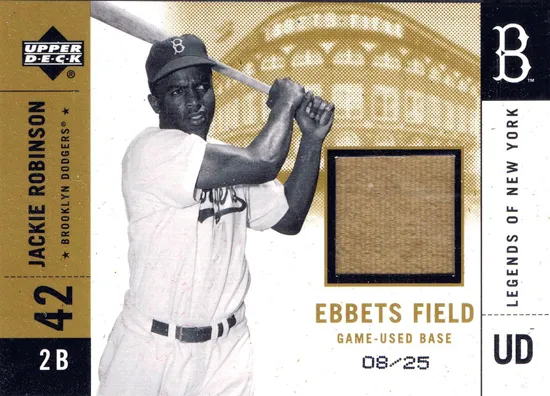 UPPER
DECK
®
JACKIE ROBINSON
★ BROOKLYN DODGERS® ★
42
2B
B
EBBETS FIELD
GAME-USED BASE
08/25
B
TM
LEGENDS OF NEW YORK
UD